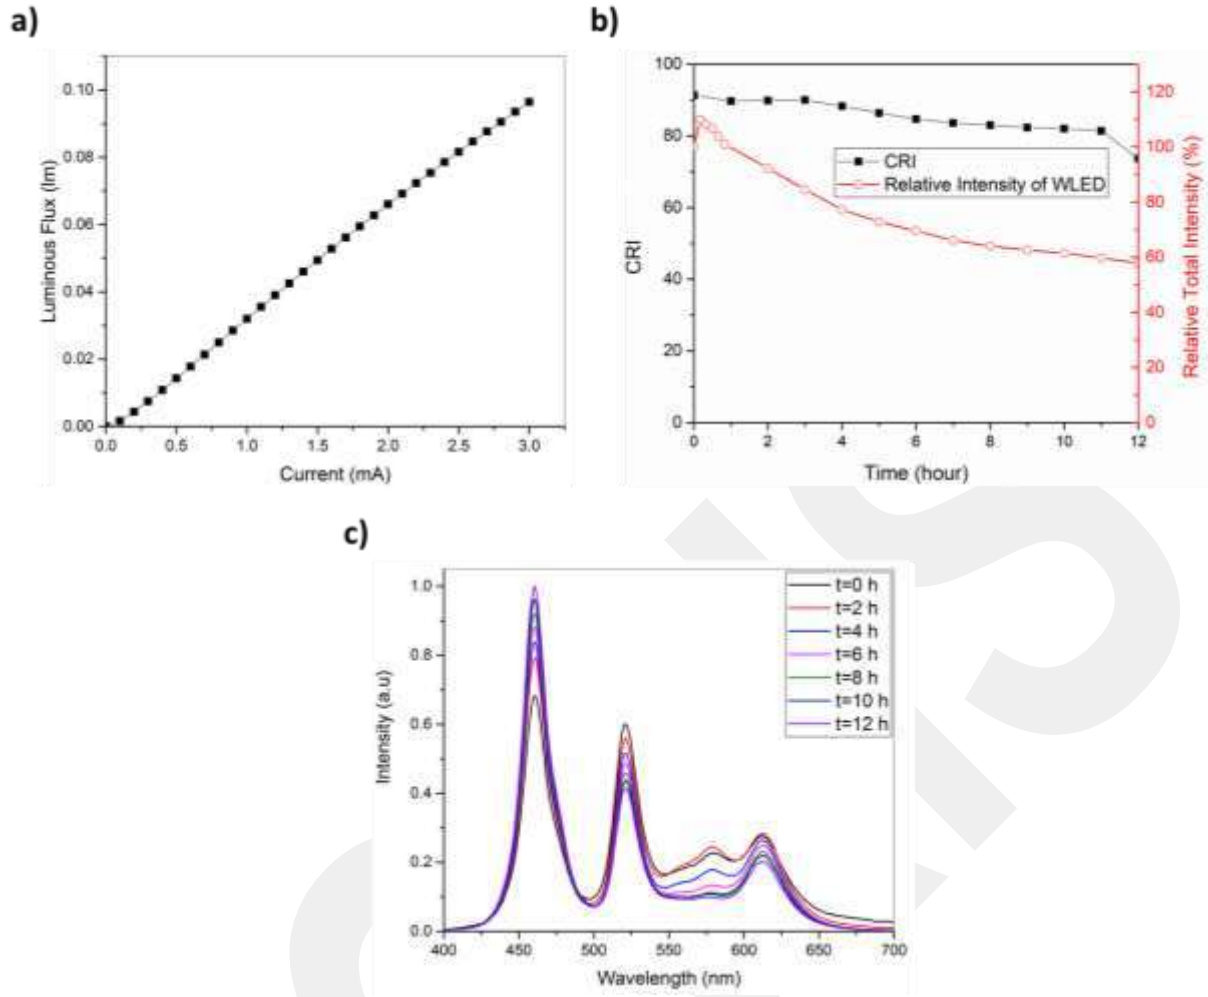 a)
0.10
0.08
0.06
0.04
0.02
0.00
Luminous Flux (lm)
0.0 0.5 1.0 1.5 2.0 2.5 3.0
Current (mA)
b)
100
80
60
40
20
0
CRI
CRI
Relative Intensity of WLED
120
100
80
60
40
20
0
Relative Total Intensity (%)
0 2 4 6 8 10 12
Time (hour)
c)
1.0
0.8
0.6
0.4
0.2
0.0
Intensity (a.u)
t=0 h
t=2 h
t=4 h
t=6 h
t=8 h
t=10 h
t=12 h
400 450 500 550 600 650 700
Wavelength (nm)